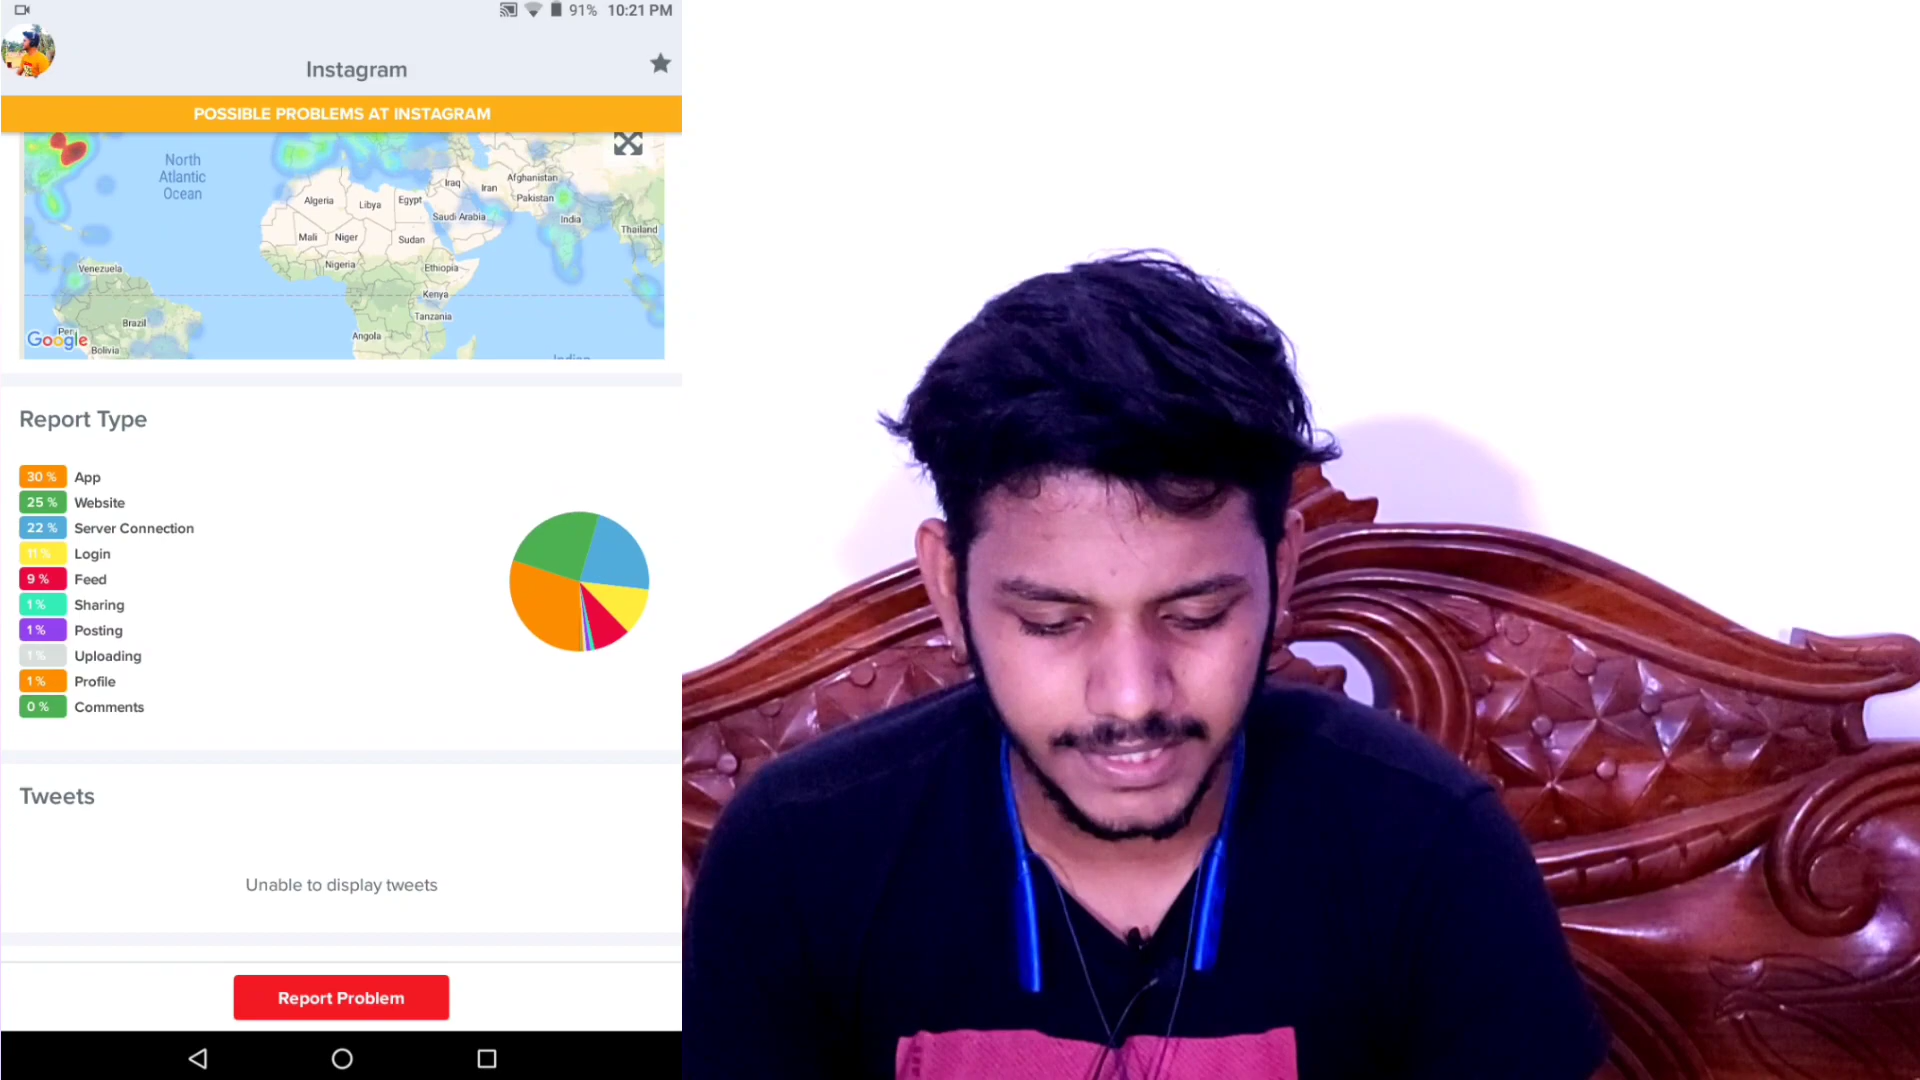 91% 10:21 PM
Instagram
POSSIBLE PROBLEMS AT INSTAGRAM
North
Atlantic
Ocean
Iraq
Iran
Afghanistan
Pakistan
Algeria
Libya
Egypt
Saudi Arabia
India
Thailand
Mali
Niger
Sudan
Nigeria
Ethiopia
Venezuela
Kenya
Tanzania
Brazil
Angola
Google
Bolivia
Report Type
30 % App
25 % Website
22 % Server Connection
11 % Login
9 % Feed
1 % Sharing
1 % Posting
1 % Uploading
1 % Profile
0 % Comments
Tweets
Unable to display tweets
Report Problem